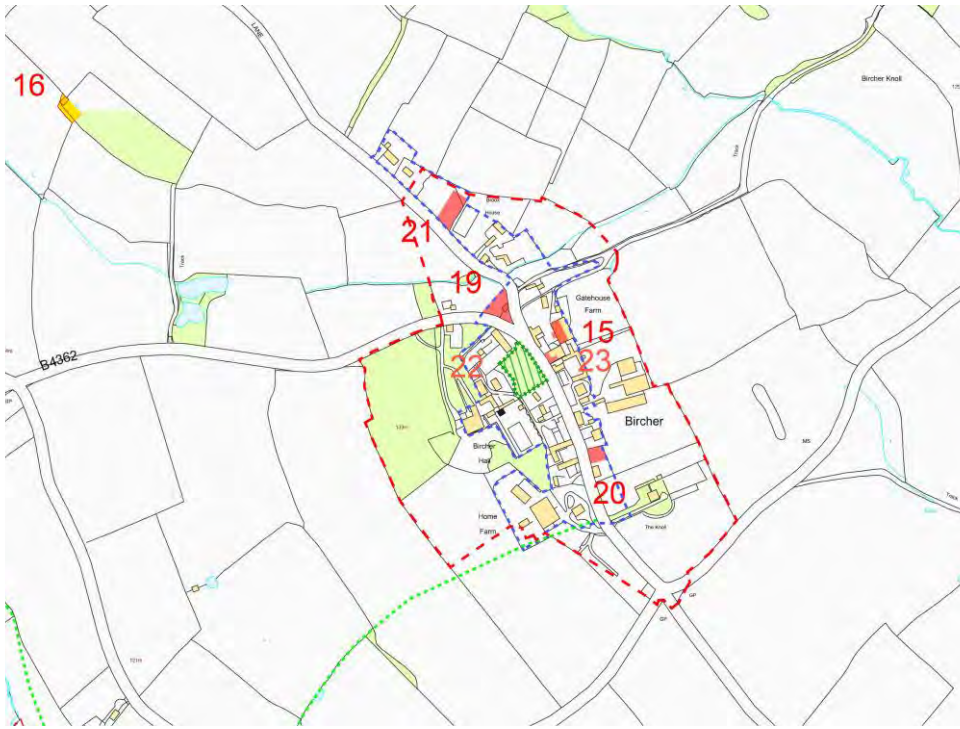 LANE
16
Bircher Knoll
Track
21
19
Track
Gatehouse
Farm
15
B4362
22
23
Bircher
Bircher
Hall
MS
20
Track
Home
Farm
The Knoll
GP
GP